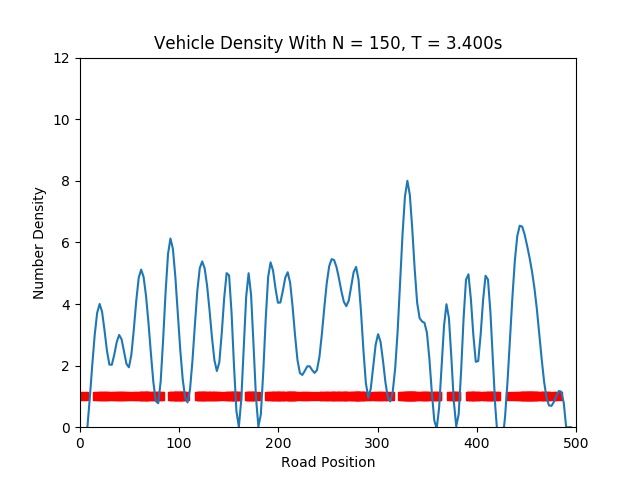 Vehicle Density With N = 150, T = 3.400s
12
10
8
6
4
2
0
Number Density
0 100 200 300 400 500
Road Position